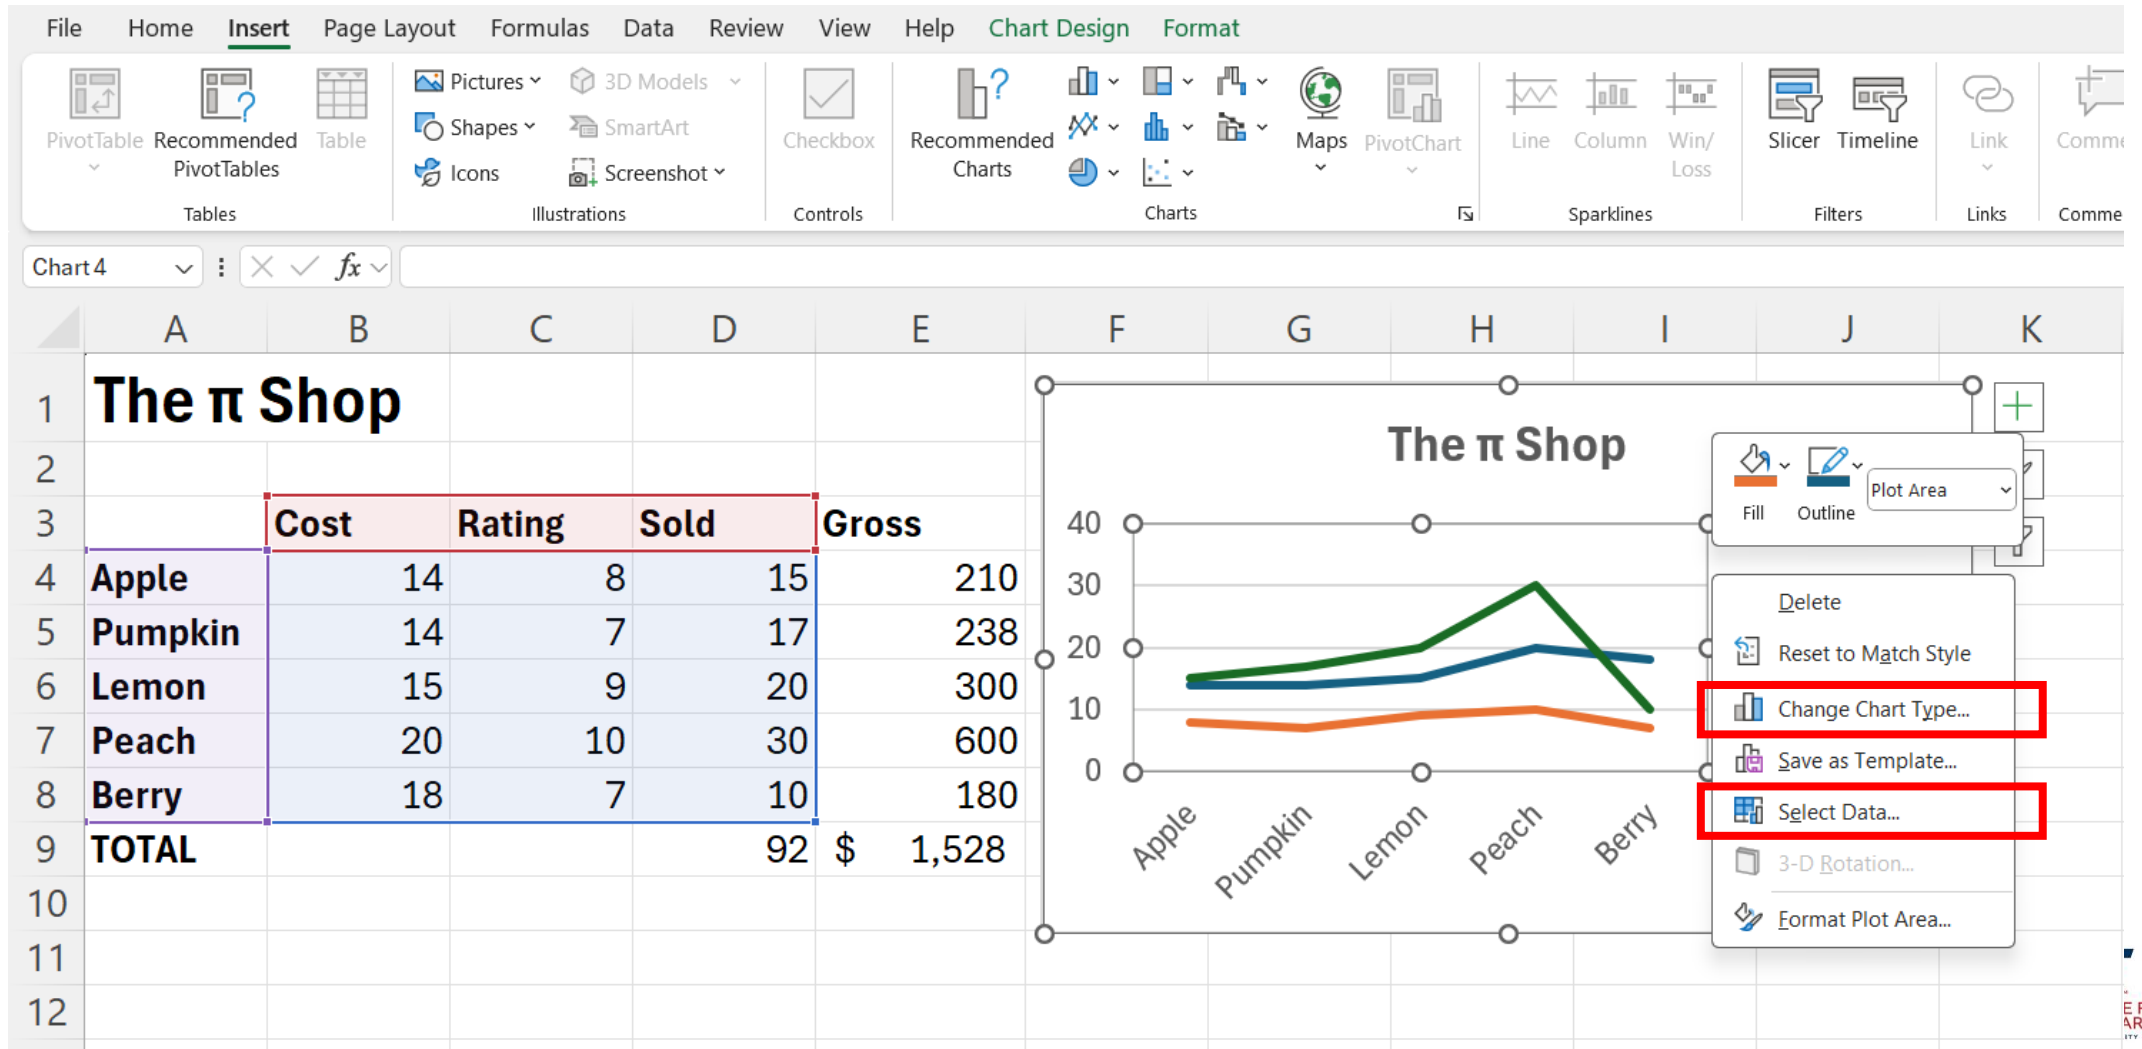 File Home Insert Page Layout Formulas Data Review View Help Chart Design Format
Pictures 3D Models
Shapes SmartArt
Icons Screenshot
PivotTable Recommended PivotTables Table Checkbox Recommended Charts Maps PivotChart Line Column Win/Loss Slicer Timeline Link
Tables Illustrations Controls Charts Sparklines Filters Links
Chart 4 fx
A B C D E F G H I J K
1 The π Shop
2
3 Cost Rating Sold Gross
4 Apple 14 8 15 210
5 Pumpkin 14 7 17 238
6 Lemon 15 9 20 300
7 Peach 20 10 30 600
8 Berry 18 7 10 180
9 TOTAL 92 $ 1,528
10
11
12
The π Shop
40
30
20
10
0
Apple Pumpkin Lemon Peach Berry
Fill Outline Plot Area
Delete
Reset to Match Style
Change Chart Type...
Save as Template...
Select Data...
3-D Rotation...
Format Plot Area...